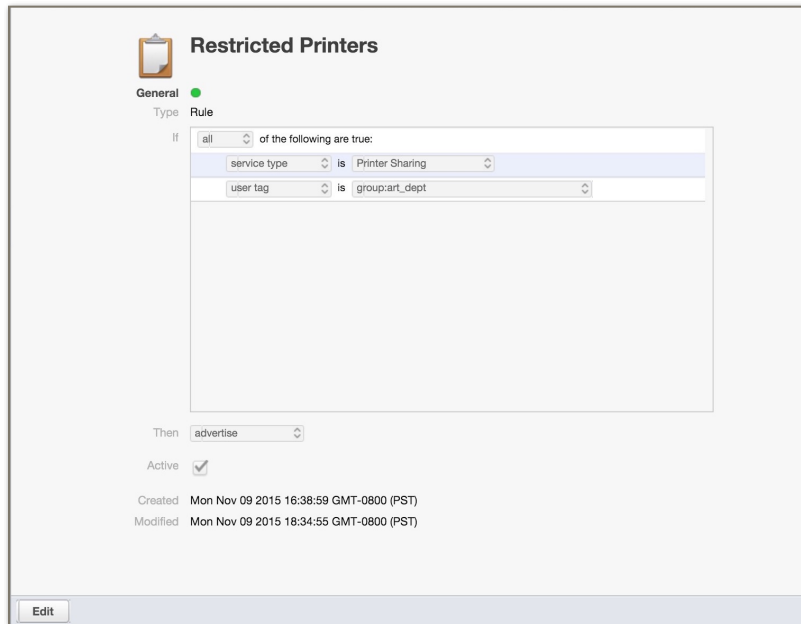 Restricted Printers
General
Type Rule
If all of the following are true:
service type is Printer Sharing
user tag is group:art_dept
Then advertise
Active
Created Mon Nov 09 2015 16:38:59 GMT-0800 (PST)
Modified Mon Nov 09 2015 18:34:55 GMT-0800 (PST)
Edit